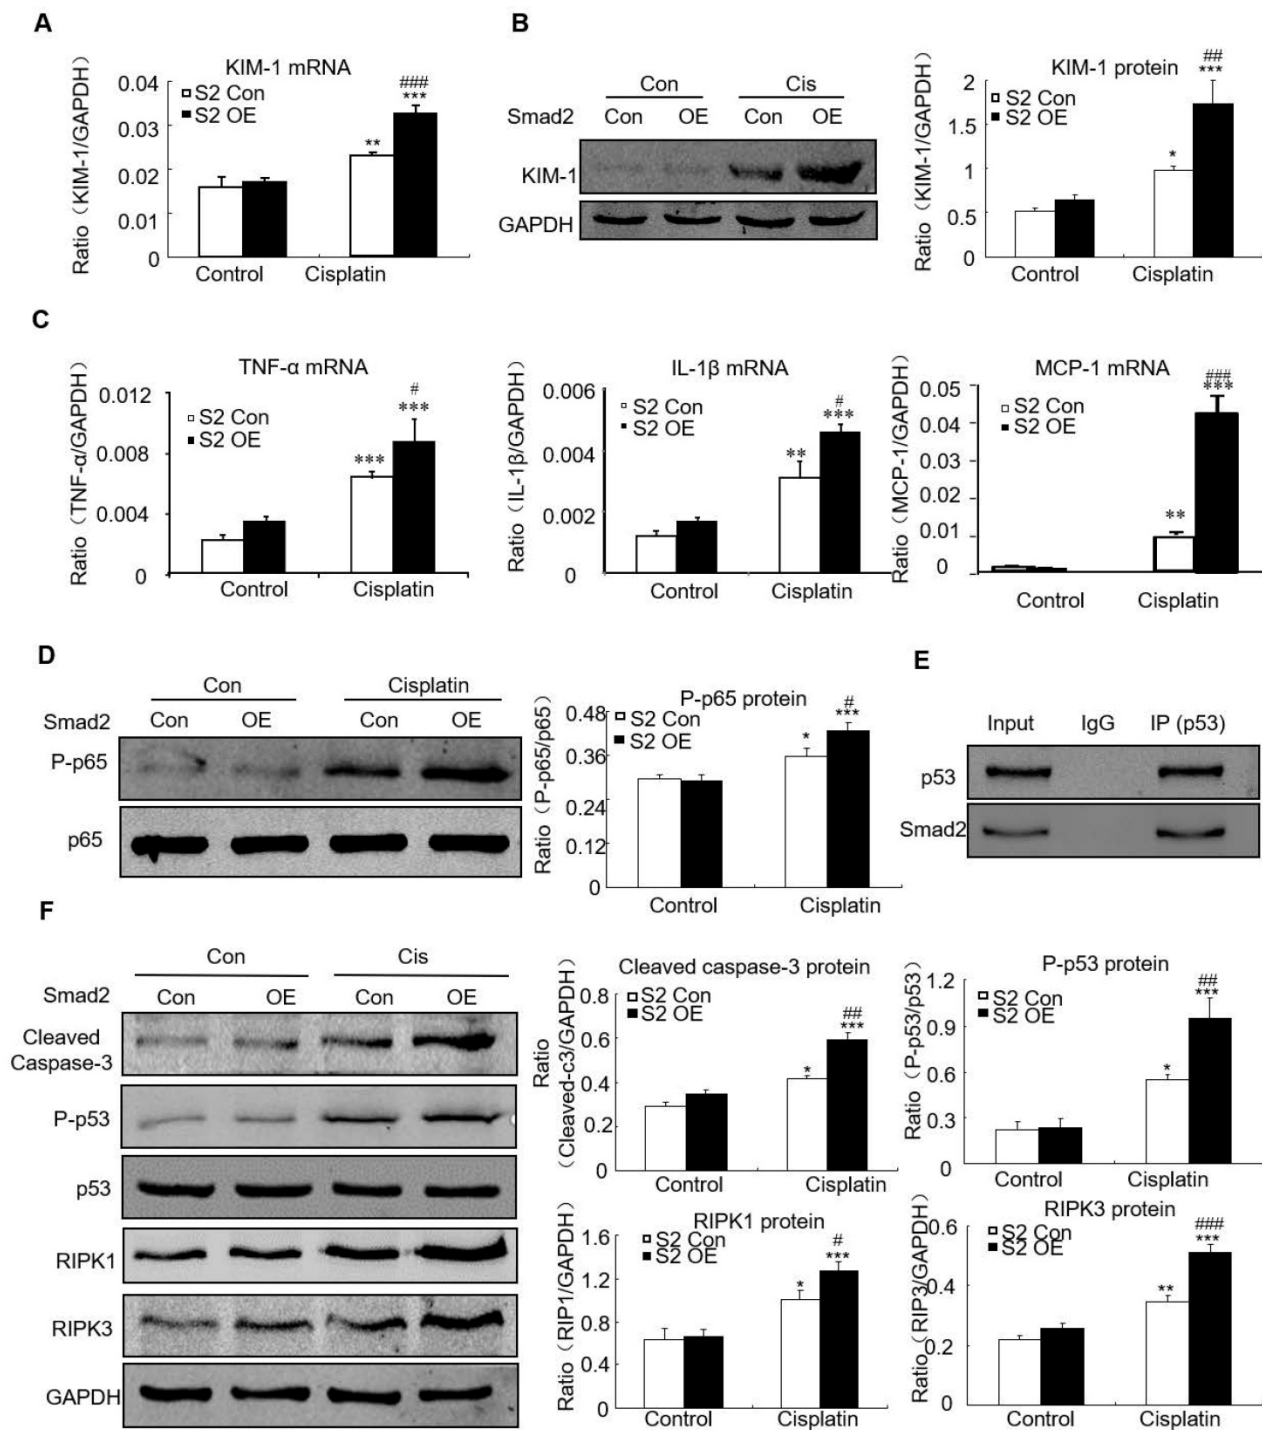 A
KIM-1 mRNA
Ratio（KIM-1/GAPDH）
0.04
0.03
0.02
0.01
0
S2 Con
S2 OE
**
###
***
Control
Cisplatin
B
Con
Cis
Smad2
Con
OE
Con
OE
KIM-1
GAPDH
KIM-1 protein
Ratio（KIM-1/GAPDH）
2
1.5
1
0.5
0
S2 Con
S2 OE
*
##
***
Control
Cisplatin
C
TNF-α mRNA
Ratio（TNF-α/GAPDH）
0.012
0.008
0.004
0
S2 Con
S2 OE
***
#
***
Control
Cisplatin
IL-1β mRNA
Ratio（IL-1β/GAPDH）
0.006
0.004
0.002
0
S2 Con
S2 OE
**
#
***
Control
Cisplatin
MCP-1 mRNA
Ratio（MCP-1/GAPDH）
0.05
0.04
0.03
0.02
0.01
0
S2 Con
S2 OE
**
###
***
Control
Cisplatin
D
Con
Cisplatin
Smad2
Con
OE
Con
OE
P-p65
p65
P-p65 protein
Ratio（P-p65/p65）
0.48
0.36
0.24
0.12
0
S2 Con
S2 OE
*
#
***
Control
Cisplatin
E
Input
IgG
IP (p53)
p53
Smad2
F
Con
Cis
Smad2
Con
OE
Con
OE
Cleaved
Caspase-3
P-p53
p53
RIPK1
RIPK3
GAPDH
Cleaved caspase-3 protein
Ratio
（Cleaved-c3/GAPDH）
0.8
0.6
0.4
0.2
0
S2 Con
S2 OE
*
##
***
Control
Cisplatin
P-p53 protein
Ratio（P-p53/p53）
1.2
0.9
0.6
0.3
0
S2 Con
S2 OE
*
##
***
Control
Cisplatin
RIPK1 protein
Ratio（RIP1/GAPDH）
1.6
1.2
0.8
0.4
0
S2 Con
S2 OE
*
#
***
Control
Cisplatin
RIPK3 protein
Ratio（RIP3/GAPDH）
0.6
0.4
0.2
0
S2 Con
S2 OE
**
###
***
Control
Cisplatin